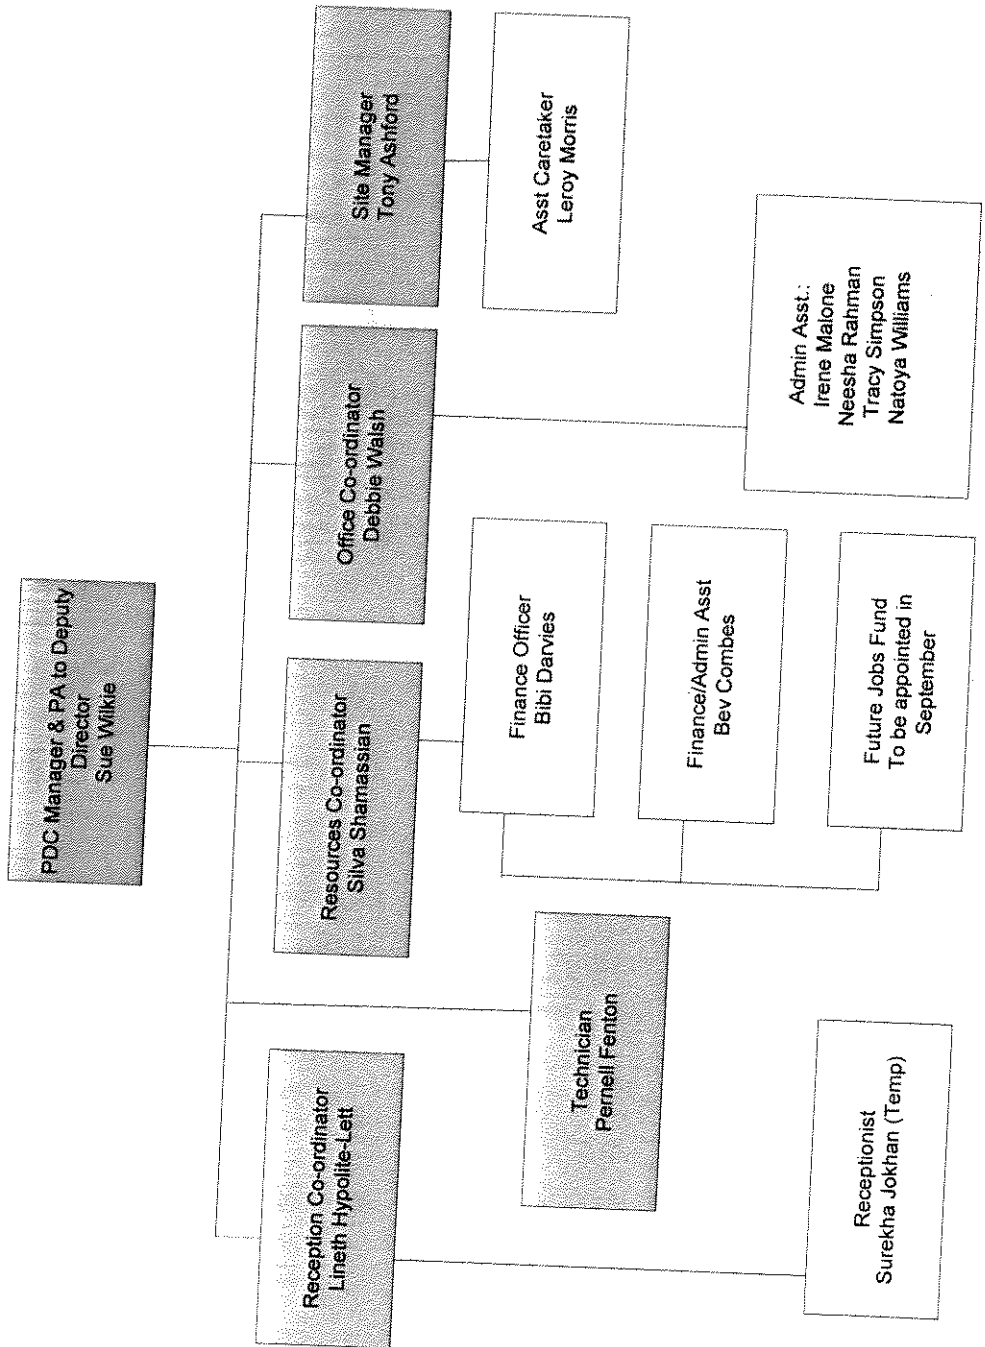 PDC Manager & PA to Deputy
Director
Sue Wilkie
Reception Co-ordinator
Lineth Hypolite-Lett
Resources Co-ordinator
Silva Shamassian
Office Co-ordinator
Debbie Walsh
Site Manager
Tony Ashford
Technician
Pernell Fenton
Finance Officer
Bibi Darvies
Asst Caretaker
Leroy Morris
Finance/Admin Asst
Bev Combes
Receptionist
Surekha Jokhan (Temp)
Future Jobs Fund
To be appointed in
September
Admin Asst.:
Irene Malone
Neesha Rahman
Tracy Simpson
Natoya Williams